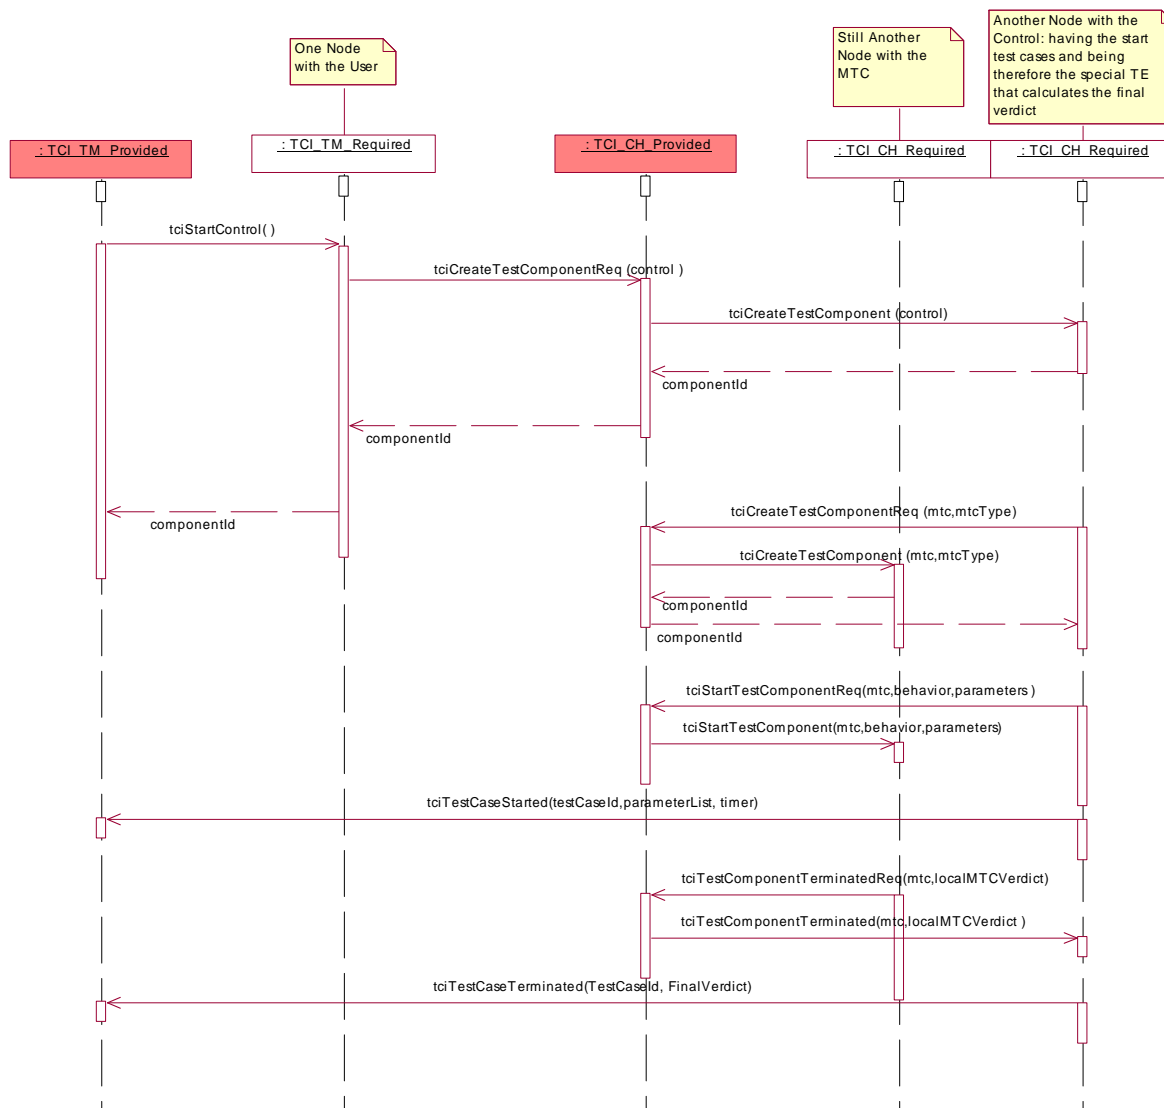 One Node
with the User
Still Another
Node with the
MTC
Another Node with the
Control: having the start
test cases and being
therefore the special TE
that calculates the final
verdict
: TCI_TM_Provided
: TCI_TM_Required
: TCI_CH_Provided
: TCI_CH_Required
: TCI_CH_Required
tciStartControl( )
tciCreateTestComponentReq (control )
tciCreateTestComponent (control)
componentId
componentId
componentId
tciCreateTestComponentReq (mtc,mtcType)
tciCreateTestComponent (mtc,mtcType)
componentId
componentId
tciStartTestComponentReq(mtc,behavior,parameters )
tciStartTestComponent(mtc,behavior,parameters)
tciTestCaseStarted(testCaseId,parameterList, timer)
tciTestComponentTerminatedReq(mtc,localMTCVerdict)
tciTestComponentTerminated(mtc,localMTCVerdict )
tciTestCaseTerminated(TestCaseId, FinalVerdict)